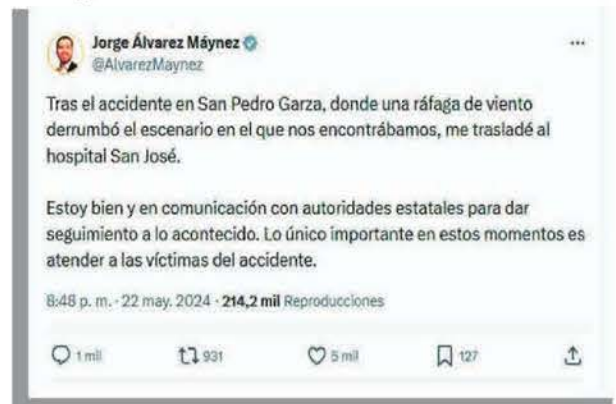 Jorge Álvarez Máynez
@AlvarezMaynez
Tras el accidente en San Pedro Garza, donde una ráfaga de viento
derrumbó el escenario en el que nos encontrábamos, me trasladé al
hospital San José.
Estoy bien y en comunicación con autoridades estatales para dar
seguimiento a lo acontecido. Lo único importante en estos momentos es
atender a las víctimas del accidente.
8:48 p. m. · 22 may. 2024 · 214,2 mil Reproducciones
1 mil 931 5 mil 127